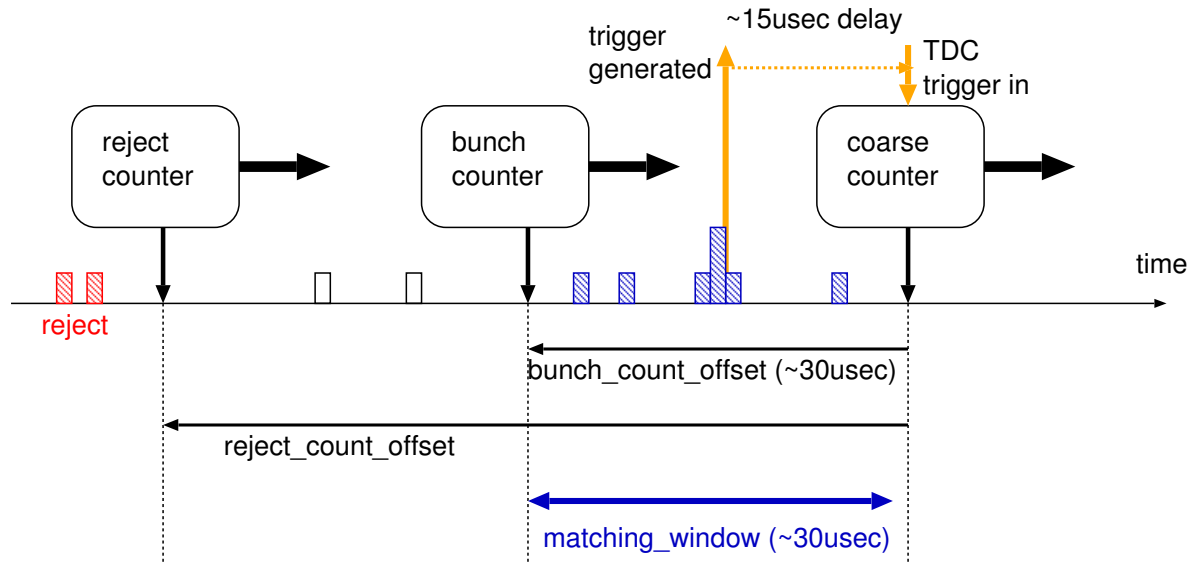 ~15usec delay
trigger
generated
TDC
trigger in
reject
counter
bunch
counter
coarse
counter
time
reject
bunch_count_offset (~30usec)
reject_count_offset
matching_window (~30usec)